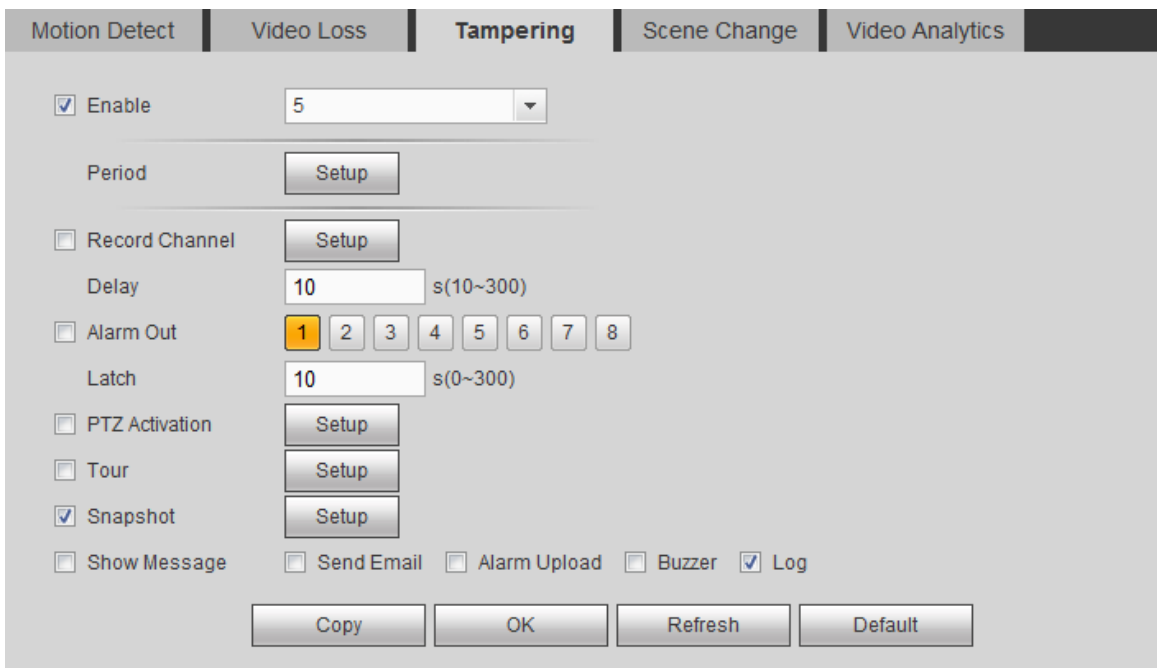 Motion Detect Video Loss Tampering Scene Change Video Analytics
Enable 5
Period Setup
Record Channel Setup
Delay 10 s(10~300)
Alarm Out 1 2 3 4 5 6 7 8
Latch 10 s(0~300)
PTZ Activation Setup
Tour Setup
Snapshot Setup
Show Message Send Email Alarm Upload Buzzer Log
Copy OK Refresh Default